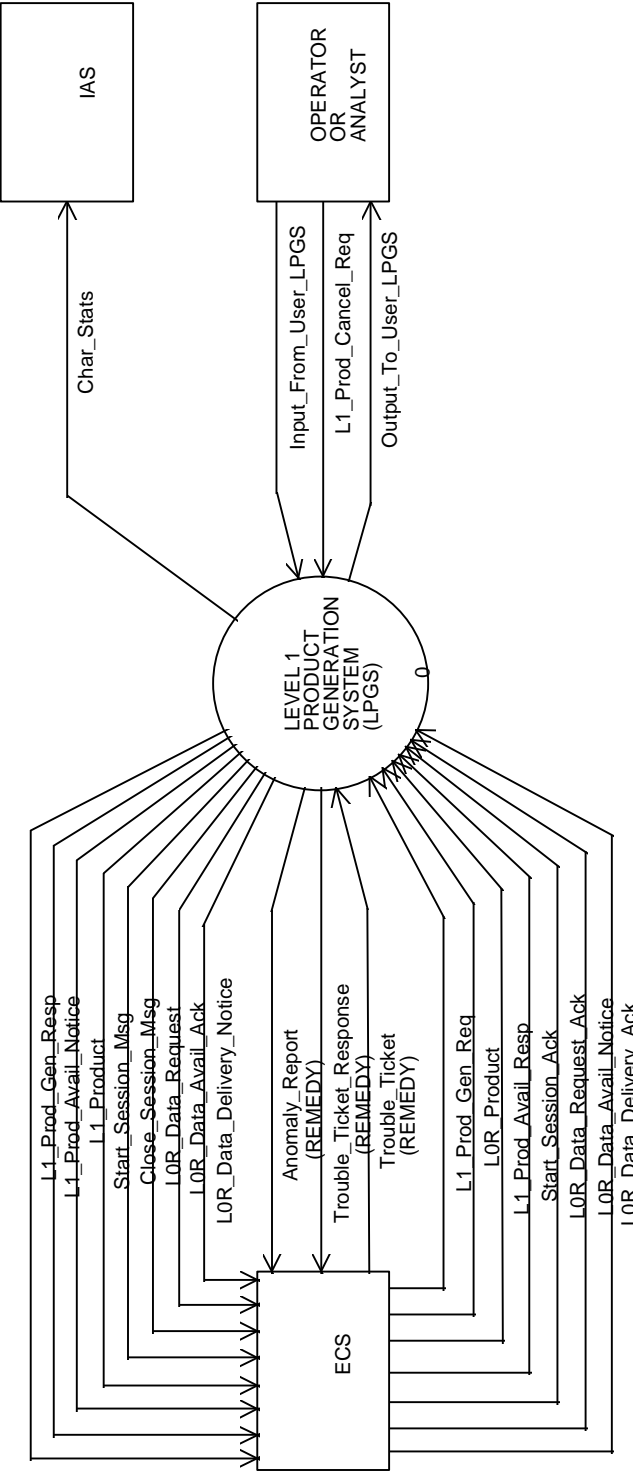 IAS
OPERATOR
OR
ANALYST
Char_Stats
Input_From_User_LPGS
L1_Prod_Cancel_Req
Output_To_User_LPGS
LEVEL 1
PRODUCT
GENERATION
SYSTEM
(LPGS)
0
L1_Prod_Gen_Resp
L1_Prod_Avail_Notice
L1_Product
Start_Session_Msg
Close_Session_Msg
L0R_Data_Request
L0R_Data_Avail_Ack
L0R_Data_Delivery_Notice
Anomaly_Report
(REMEDY)
Trouble_Ticket_Response
(REMEDY)
Trouble_Ticket
(REMEDY)
L1_Prod_Gen_Req
L0R_Product
L1_Prod_Avail_Resp
Start_Session_Ack
L0R_Data_Request_Ack
L0R_Data_Avail_Notice
L0R_Data_Delivery_Ack
ECS